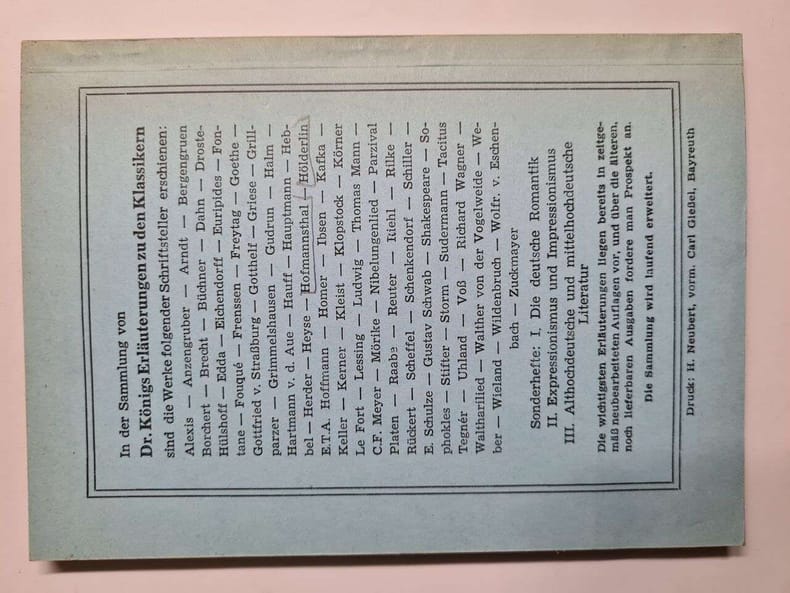 In der Sammlung von
Dr. Königs Erläuterungen zu den Klassikern
sind die Werke folgender Schriftsteller erschienen:
Alexis — Anzengruber — Arndt — Bergengruen
Borchert — Brecht — Büchner — Dahn — Droste-
Hülshoff — Edda — Eichendorff — Euripides — Fon-
tane — Fouqué — Frenssen — Freytag — Goethe —
Gottfried v. Straßburg — Gotthelf — Griese — Grill-
parzer — Grimmelshausen — Gudrun — Halm —
Hartmann v. d. Aue — Hauff — Hauptmann — Heb-
bel — Herder — Heyse — Hofmannsthal — Hölderlin
E.T.A. Hoffmann — Homer — Ibsen — Kafka —
Keller — Kerner — Kleist — Klopstock — Körner
Le Fort — Lessing — Ludwig — Thomas Mann —
C.F. Meyer — Mörike — Nibelungenlied — Parzival
Platen — Raabe — Reuter — Riehl — Rilke —
Rückert — Scheffel — Schenkendorf — Schiller —
E. Schulze — Gustav Schwab — Shakespeare — So-
phokles — Stifter — Storm — Sudermann — Tacitus
Tegnér — Uhland — Voß — Richard Wagner —
Waltharilied — Walther von der Vogelweide — We-
ber — Wieland — Wildenbruch — Wolfr. v. Eschen-
bach — Zuckmayer
Sonderhefte: I. Die deutsche Romantik
II. Expressionismus und Impressionismus
III. Althochdeutsche und mittelhochdeutsche
Literatur
Die wichtigsten Erläuterungen liegen bereits in zeitge-
mäß neubearbeiteten Auflagen vor, und über die älteren,
noch lieferbaren Ausgaben fordere man Prospekt an.
Die Sammlung wird laufend erweitert.
Druck: H. Neubert, vorm. Carl Gießel, Bayreuth